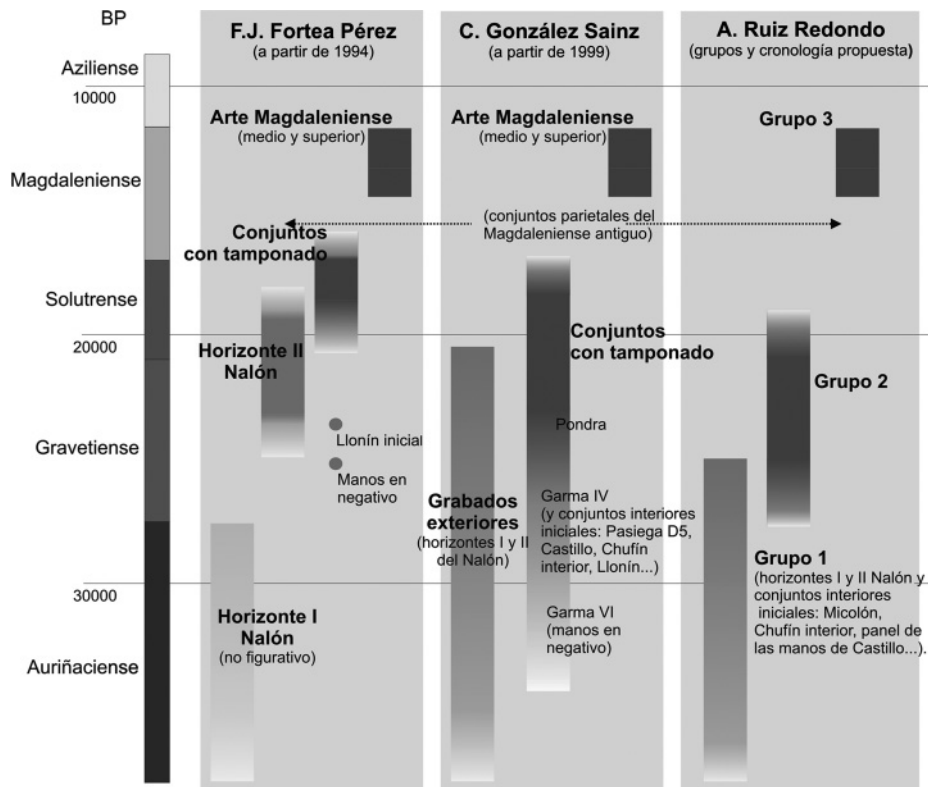 BP
Aziliense
10000
Magdaleniense
Solutrense
20000
Gravetiense
30000
Auriñaciense
F.J. Fortea Pérez
(a partir de 1994)
Arte Magdaleniense
(medio y superior)
Conjuntos
con tamponado
Horizonte II
Nalón
Llonín inicial
Manos en
negativo
Horizonte I
Nalón
(no figurativo)
C. González Sainz
(a partir de 1999)
Arte Magdaleniense
(medio y superior)
(conjuntos parietales del
Magdaleniense antiguo)
Conjuntos
con tamponado
Pondra
Grabados
exteriores
(horizontes I y II
del Nalón)
Garma IV
(y conjuntos interiores
iniciales: Pasiega D5,
Castillo, Chufín
interior, Llonín...)
Garma VI
(manos en
negativo)
A. Ruiz Redondo
(grupos y cronología propuesta)
Grupo 3
Grupo 2
Grupo 1
(horizontes I y II Nalón y
conjuntos interiores
iniciales: Micolón,
Chufín interior, panel de
las manos de Castillo...).